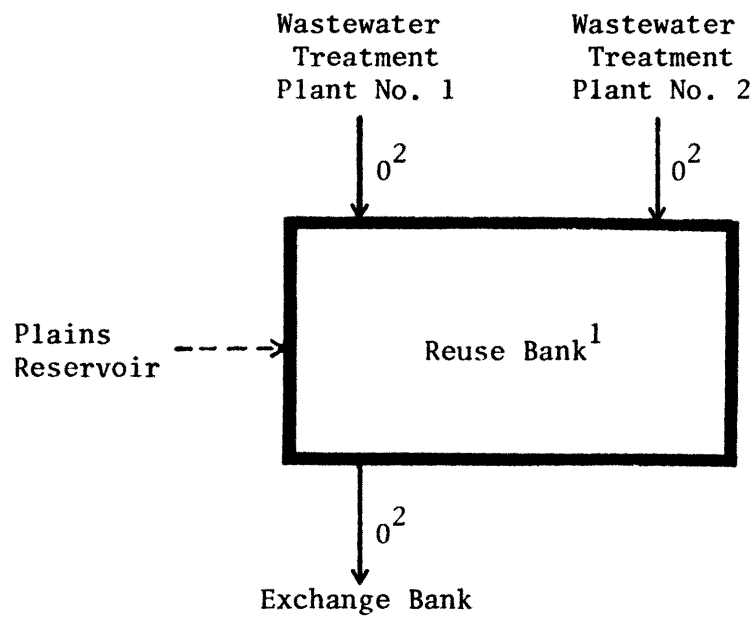 Wastewater
Treatment
Plant No. 1
Wastewater
Treatment
Plant No. 2
0²
0²
Plains
Reservoir
Reuse Bank¹
0²
Exchange Bank